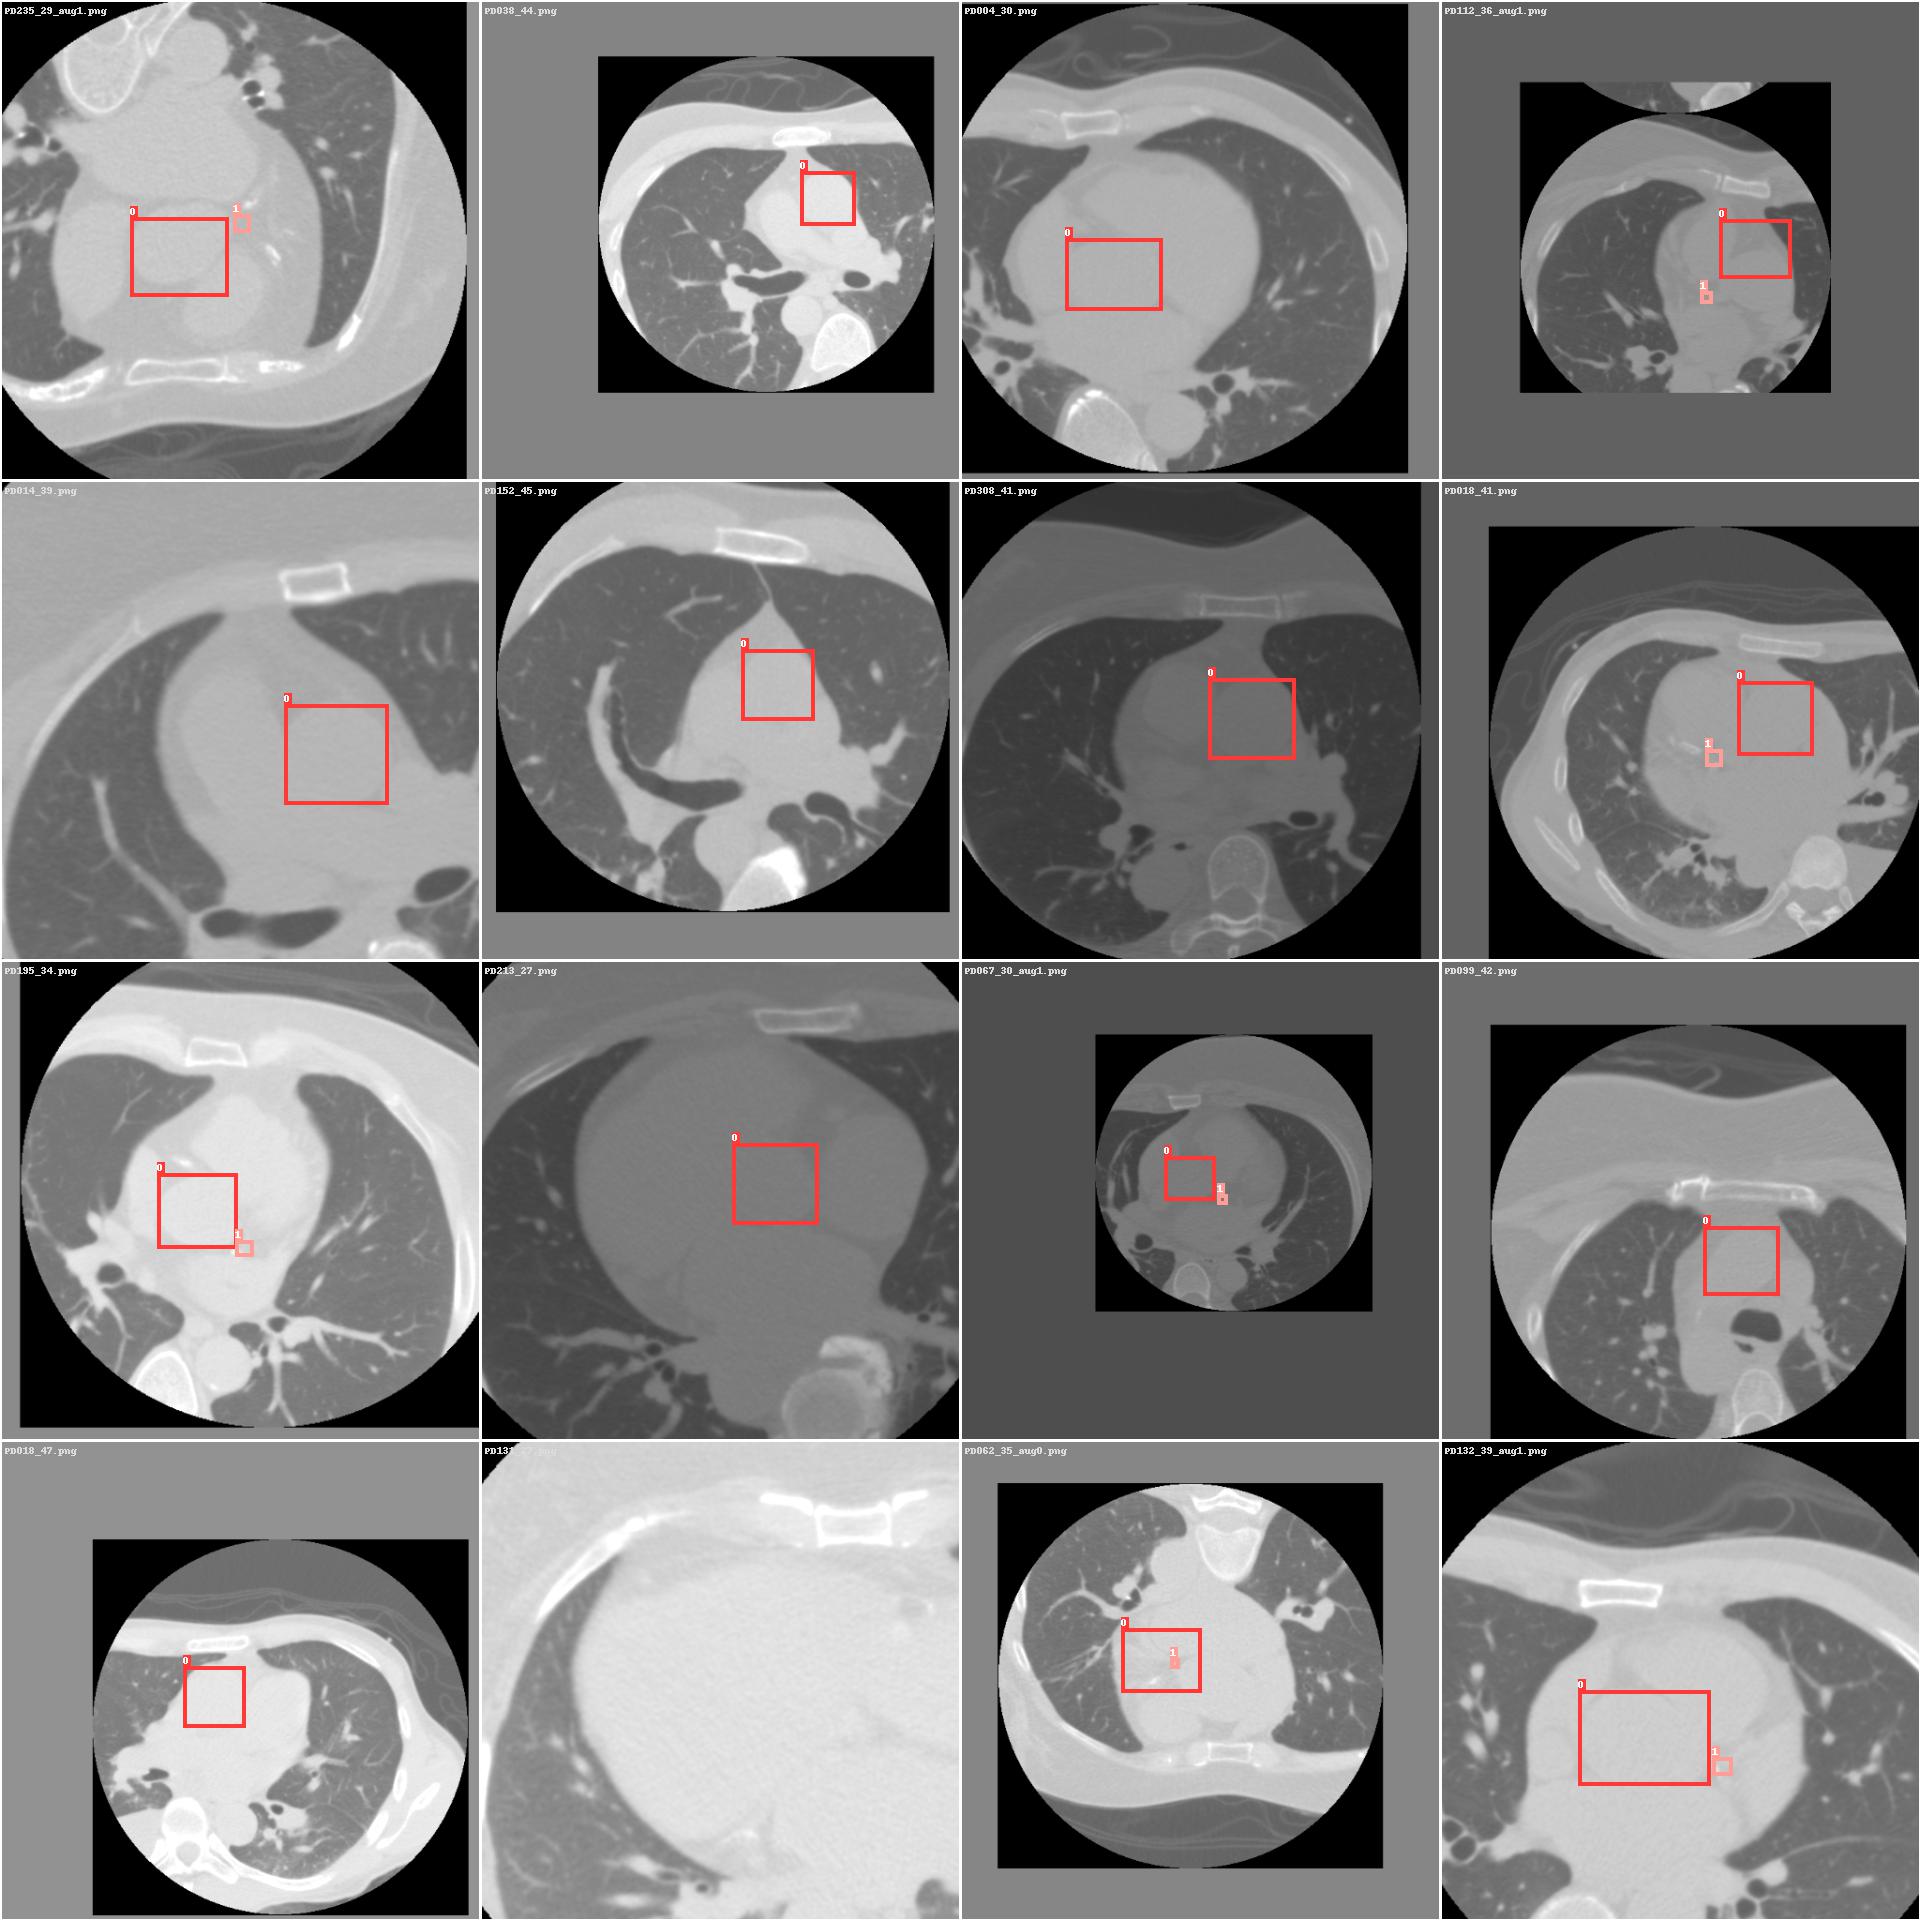 PD235_29_aug1.png
PD038_44.png
PD004_30.png
PD112_36_aug1.png
0
1
0
0
0
1
PD014_39.png
PD152_45.png
PD308_41.png
PD018_41.png
0
0
0
0
1
PD195_34.png
PD213_27.png
PD067_30_aug1.png
PD099_42.png
0
1
0
0
1
0
PD018_47.png
PD062_35_aug0.png
PD132_39_aug1.png
0
0
1
0
1